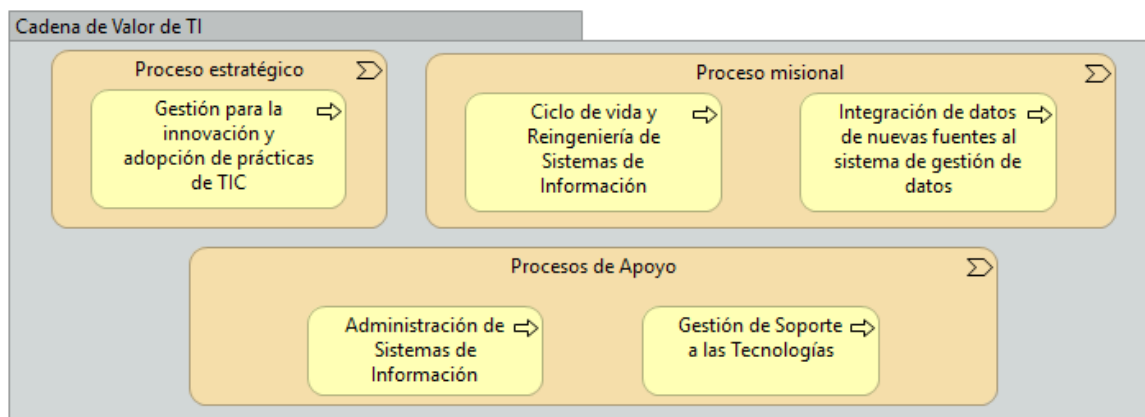 Cadena de Valor de TI
Proceso estratégico
Gestión para la
innovación y
adopción de prácticas
de TIC
Proceso misional
Ciclo de vida y
Reingeniería de
Sistemas de
Información
Integración de datos
de nuevas fuentes al
sistema de gestión de
datos
Procesos de Apoyo
Administración de
Sistemas de
Información
Gestión de Soporte
a las Tecnologías